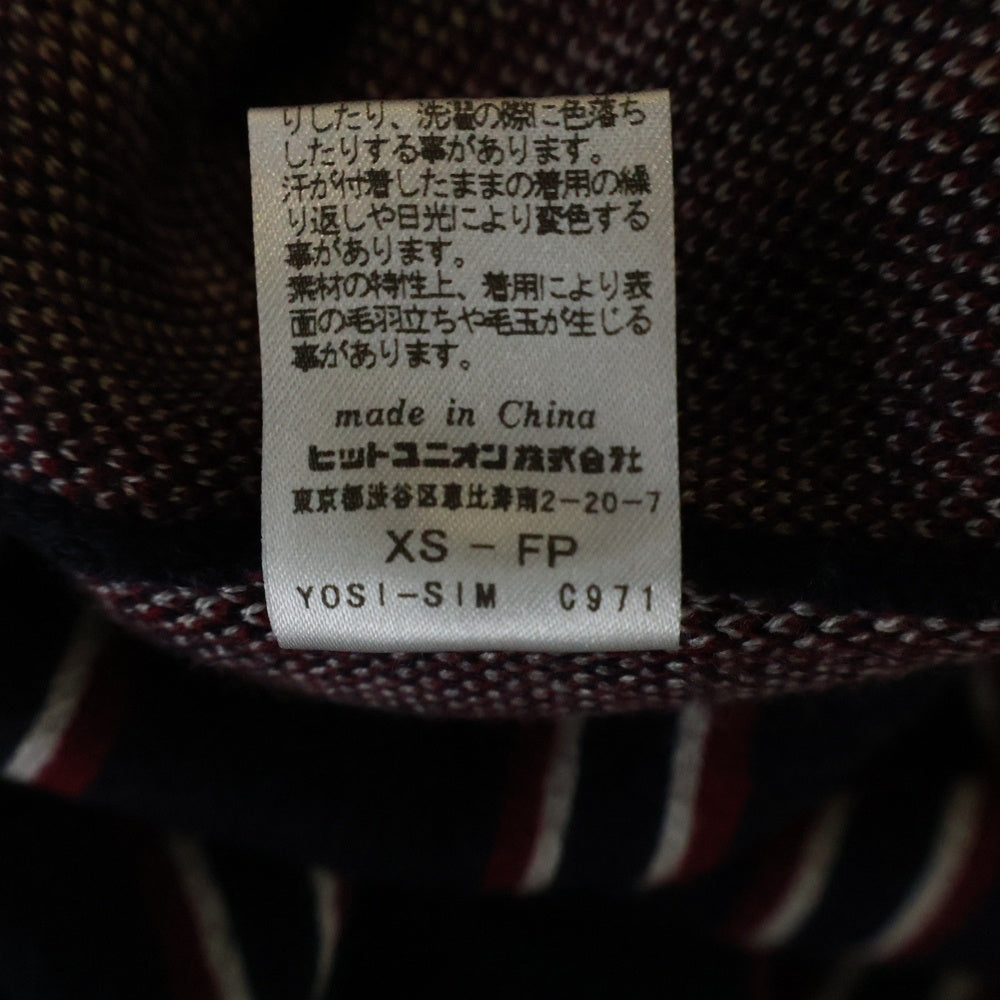 りしたり、洗濯の際に色落ち
したりする事があります。
汗が付着したままの着用の繰
り返しや日光により変色する
事があります。
素材の特性上、着用により表
面の毛羽立ちや毛玉が生じる
事があります。
made in China
ヒットユニオン株式会社
東京都渋谷区恵比寿南2-20-7
XS - FP
YOSI-SIM C971